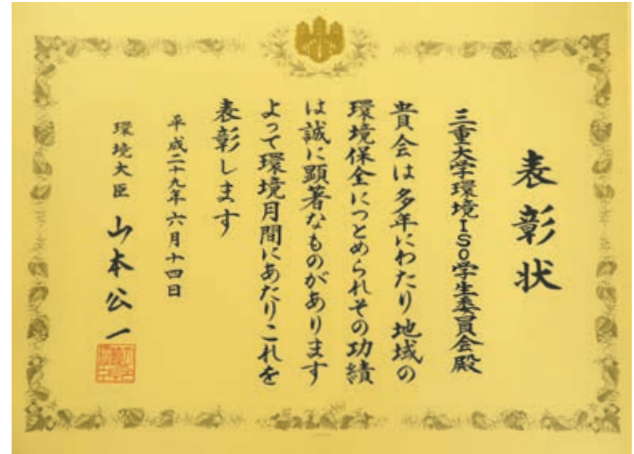 表彰状
三重大学環境ISO学生委員会殿
貴会は多年にわたり地域の
環境保全につとめられその功績
は誠に顕著なものがあります
よって環境月間にあたりこれを
表彰します
平成二十九年六月十四日
環境大臣 山本公一